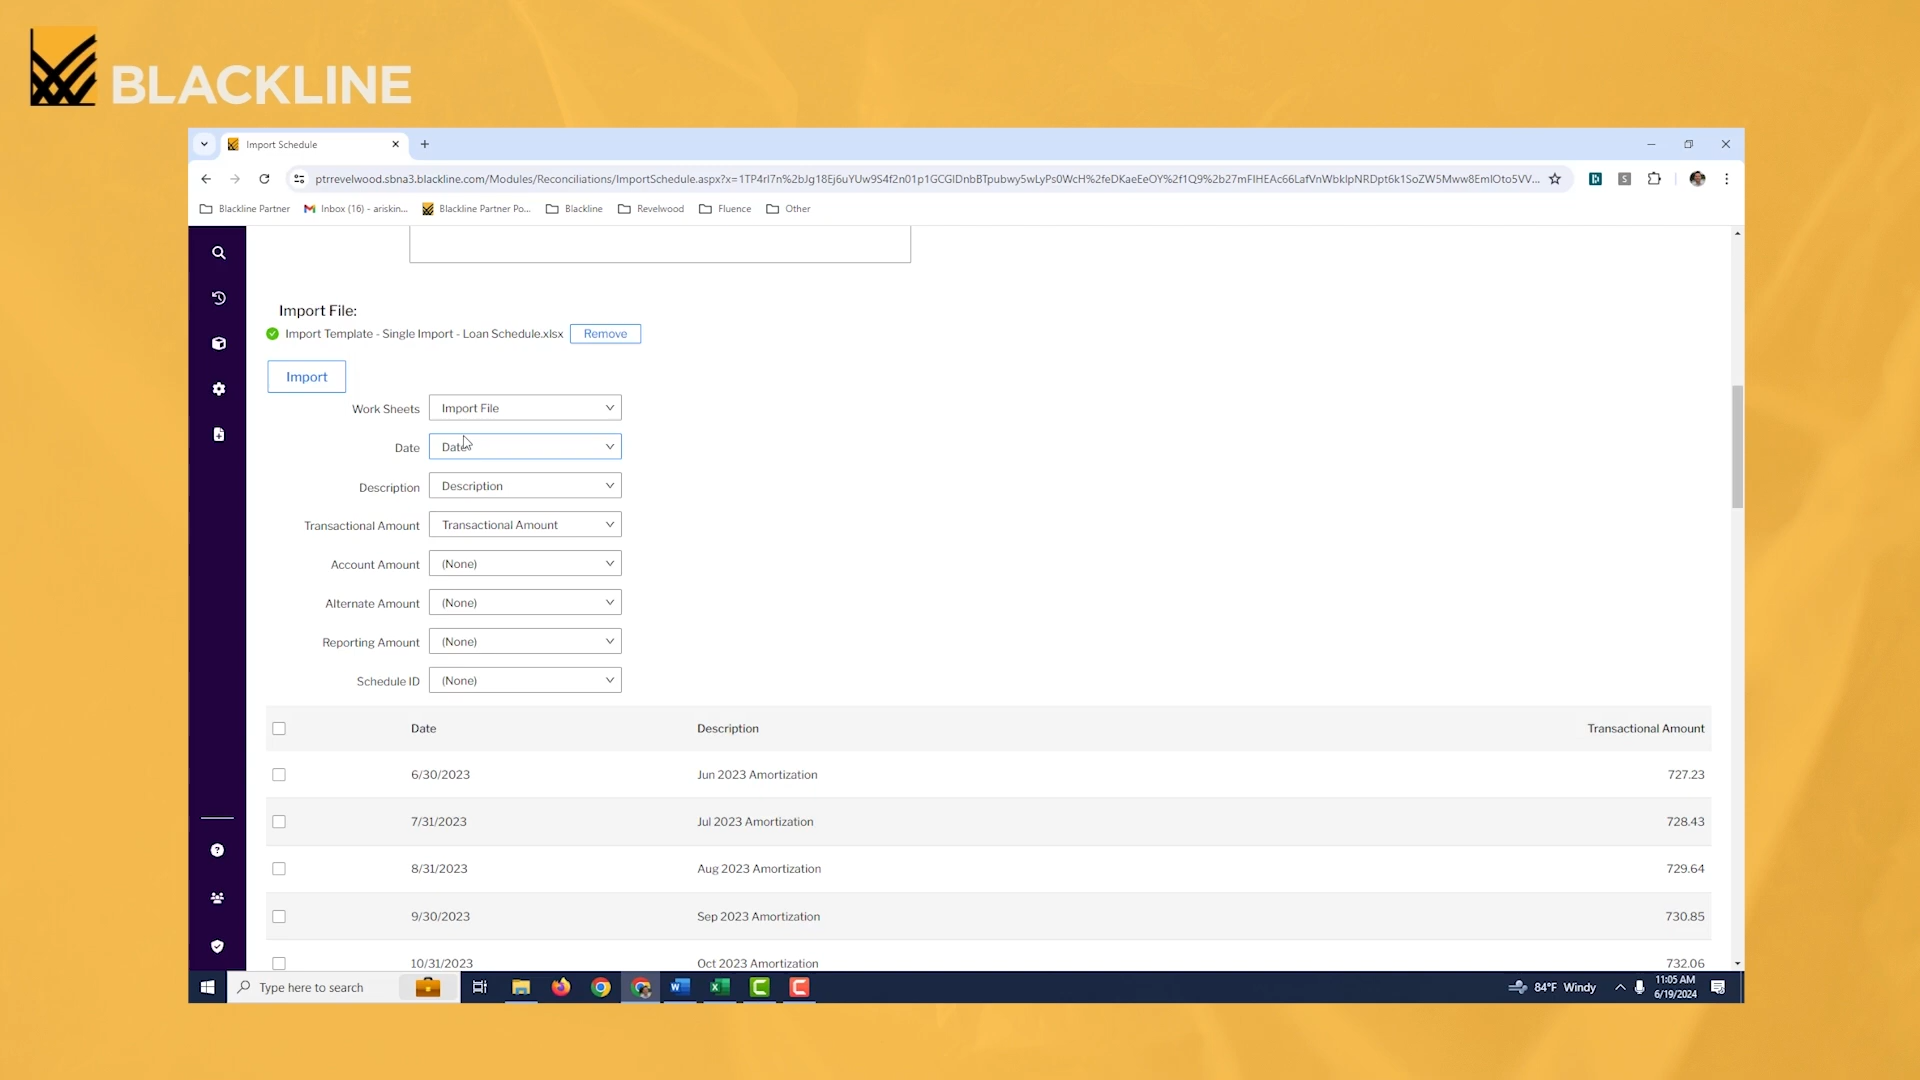 BLACKLINE
Import Schedule
ptrrevelwood.sbna3.blackline.com/Modules/Reconciliations/ImportSchedule.aspx?x=1TP4rI7n%2bJg18Ej6uYUw9S4f2n01p1GCGIDnbBTpubwy5wLyPs0WcH%2feDKaeEeOY%2f1Q9%2b27mFIHEAc66LafVnWbkIpNRDpt6k1SoZW5Mww8EmIOto5VV...
Blackline Partner
Inbox (16) - ariskin...
Blackline Partner Po...
Blackline
Revelwood
Fluence
Other
Import File:
Import Template - Single Import - Loan Schedule.xlsx Remove
Import
Work Sheets Import File
Date Date
Description Description
Transactional Amount Transactional Amount
Account Amount (None)
Alternate Amount (None)
Reporting Amount (None)
Schedule ID (None)
Date Description Transactional Amount
6/30/2023 Jun 2023 Amortization 727.23
7/31/2023 Jul 2023 Amortization 728.43
8/31/2023 Aug 2023 Amortization 729.64
9/30/2023 Sep 2023 Amortization 730.85
10/31/2023 Oct 2023 Amortization 732.06
Type here to search
84°F Windy
11:05 AM
6/19/2024